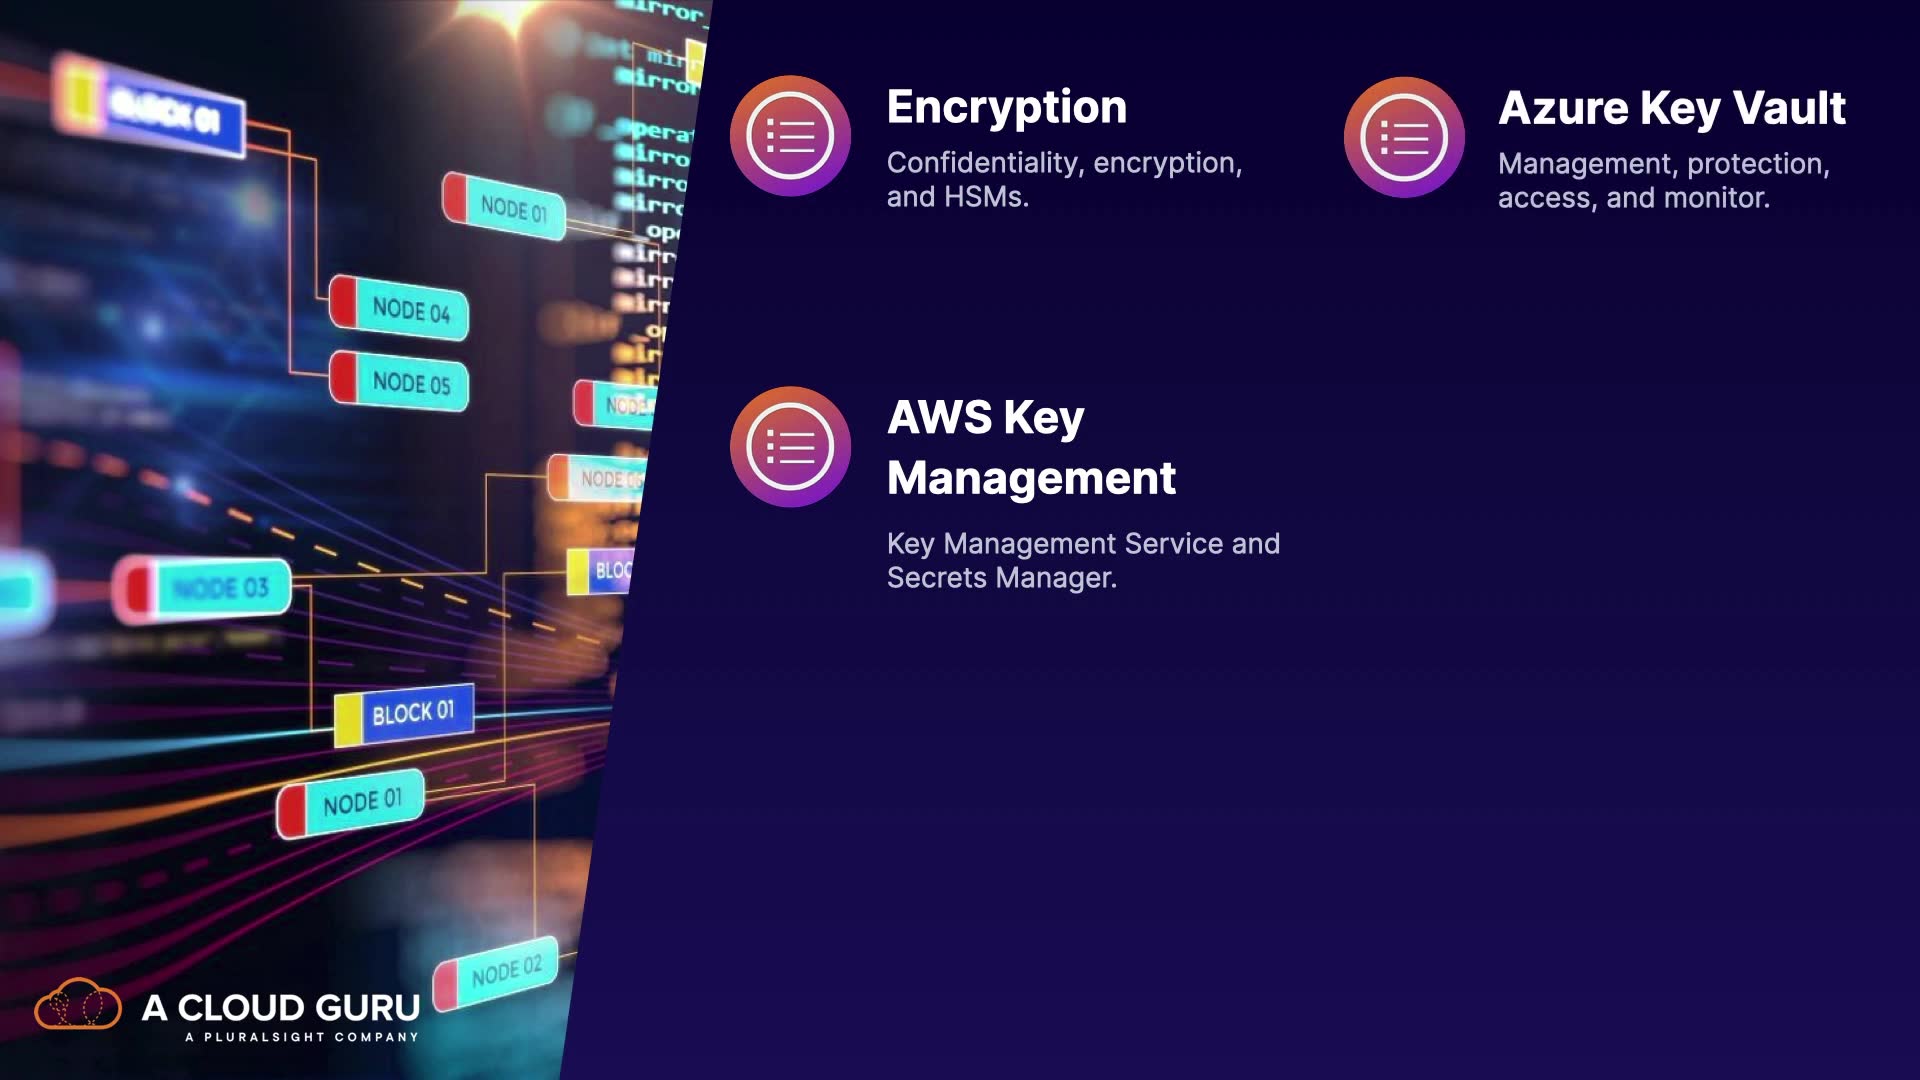 Encryption
Confidentiality, encryption,
and HSMs.
Azure Key Vault
Management, protection,
access, and monitor.
AWS Key
Management
Key Management Service and
Secrets Manager.
BLOCK 01
NODE 01
NODE 04
NODE 05
NODE 03
BLOCK 01
NODE 01
NODE 02
A CLOUD GURU
A PLURALSIGHT COMPANY